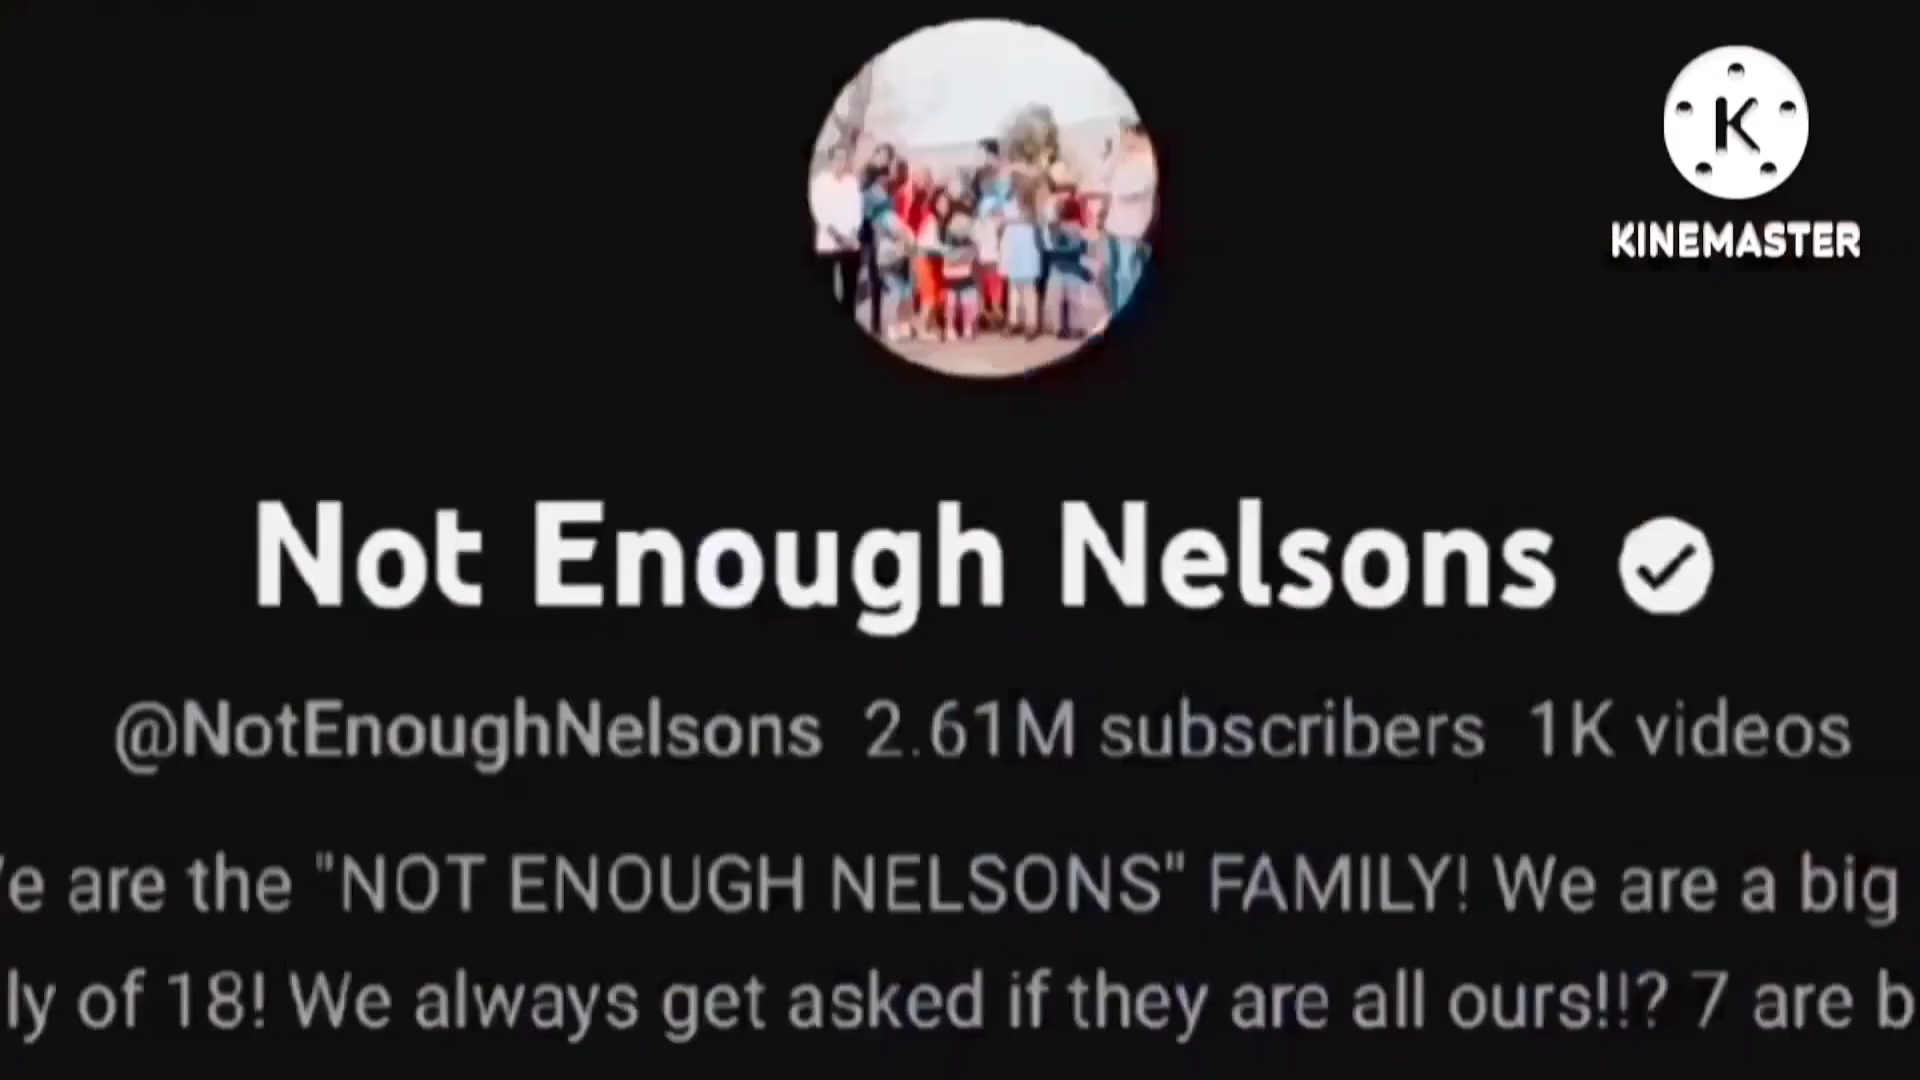 K
KINEMASTER
Not Enough Nelsons
@NotEnoughNelsons 2.61M subscribers 1K videos
e are the "NOT ENOUGH NELSONS" FAMILY! We are a big
ly of 18! We always get asked if they are all ours!!? 7 are b